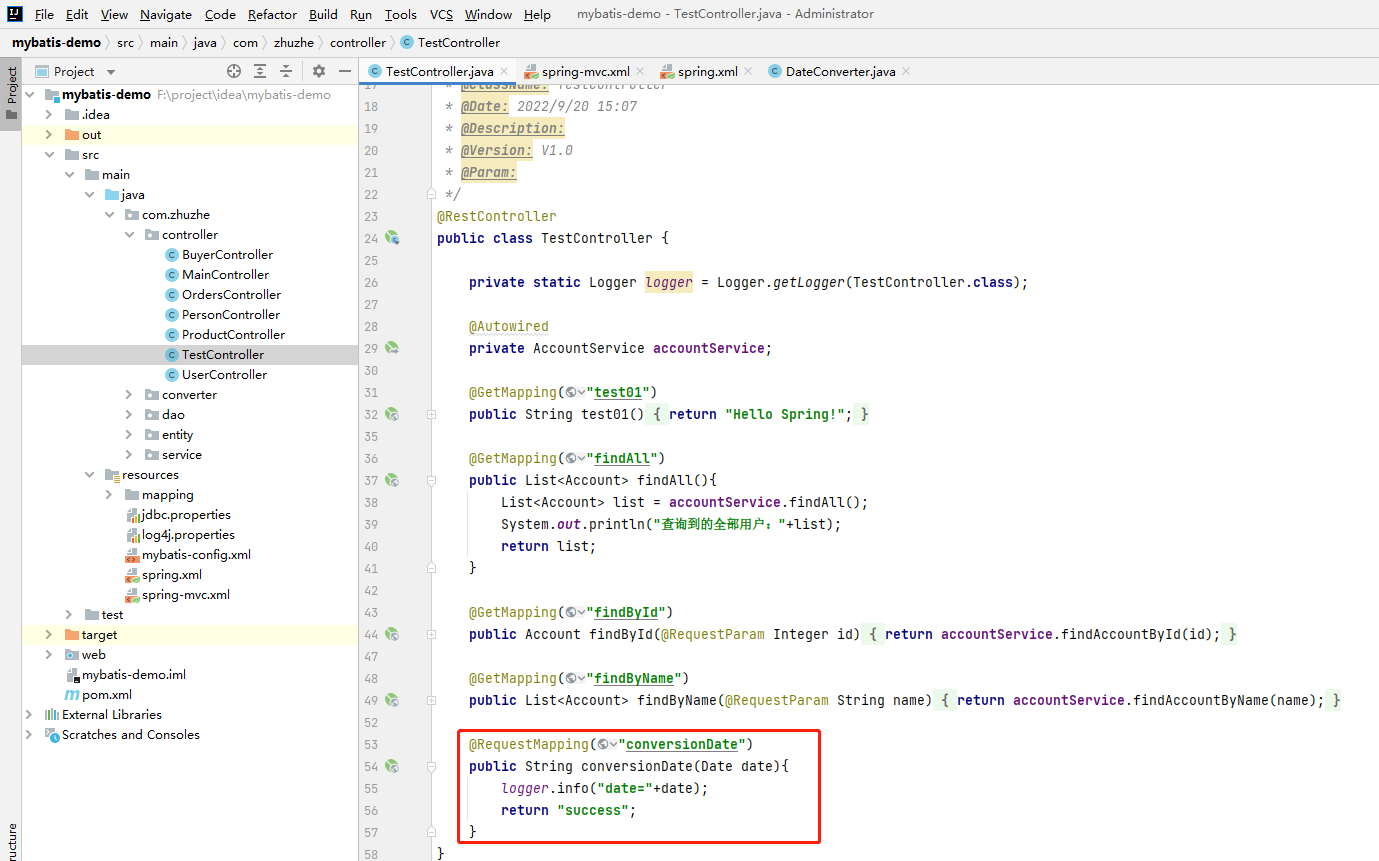 File Edit View Navigate Code Refactor Build Run Tools VCS Window Help mybatis-demo - TestController.java - Administrator
mybatis-demo src main java com zhuzhe controller TestController
Project
TestController.java spring-mvc.xml spring.xml DateConverter.java
Project
mybatis-demo F:\project\idea\mybatis-demo
.idea
out
src
main
java
com.zhuzhe
controller
BuyerController
MainController
OrdersController
PersonController
ProductController
TestController
UserController
converter
dao
entity
service
resources
mapping
jdbc.properties
log4j.properties
mybatis-config.xml
spring.xml
spring-mvc.xml
test
target
web
mybatis-demo.iml
pom.xml
External Libraries
Scratches and Consoles
ructure
17 * @ClassName: TestController
18 * @Date: 2022/9/20 15:07
19 * @Description:
20 * @Version: V1.0
21 * @Param:
22 */
23 @RestController
24 public class TestController {
25
26 private static Logger logger = Logger.getLogger(TestController.class);
27
28 @Autowired
29 private AccountService accountService;
30
31 @GetMapping("test01")
32 public String test01() { return "Hello Spring!"; }
35
36 @GetMapping("findAll")
37 public List<Account> findAll(){
38 List<Account> list = accountService.findAll();
39 System.out.println("查询到的全部用户："+list);
40 return list;
41 }
42
43 @GetMapping("findById")
44 public Account findById(@RequestParam Integer id) { return accountService.findAccountById(id); }
47
48 @GetMapping("findByName")
49 public List<Account> findByName(@RequestParam String name) { return accountService.findAccountByName(name); }
52
53 @RequestMapping("conversionDate")
54 public String conversionDate(Date date){
55 logger.info("date="+date);
56 return "success";
57 }
58 }